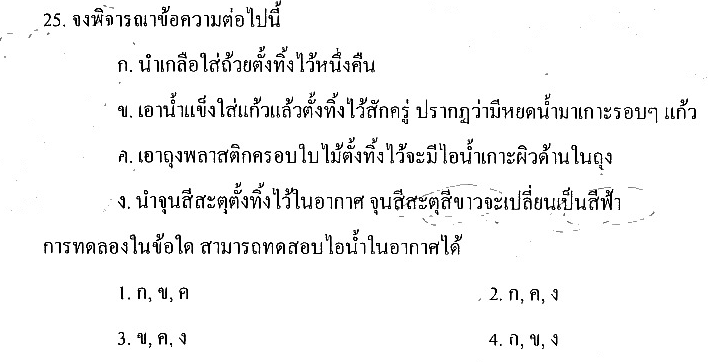 25. จงพิจารณาข้อความต่อไปนี้
ก. นำเกลือใส่ถ้วยตั้งทิ้งไว้หนึ่งคืน
ข. เอาน้ำแข็งใส่แก้วแล้วตั้งทิ้งไว้สักครู่ ปรากฏว่ามีหยดน้ำมาเกาะรอบๆ แก้ว
ค. เอาถุงพลาสติกครอบใบไม้ตั้งทิ้งไว้จะมีไอน้ำเกาะผิวด้านในถุง
ง. นำจุนสีสะตุตั้งทิ้งไว้ในอากาศ จุนสีสะตุสีขาวจะเปลี่ยนเป็นสีฟ้า
การทดลองในข้อใด สามารถทดสอบไอน้ำในอากาศได้
1. ก, ข, ค 2. ก, ค, ง
3. ข, ค, ง 4. ก, ข, ง